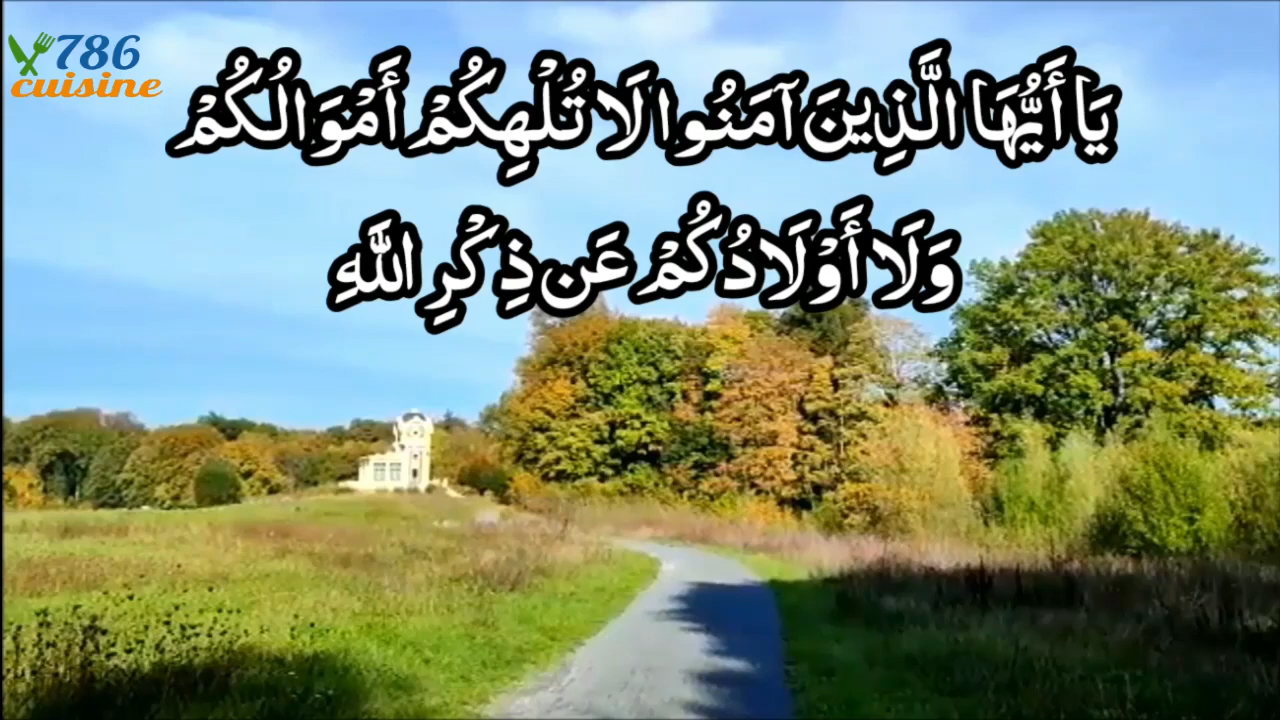 786
cuisine
يَا أَيُّهَا الَّذِينَ آمَنُوا لَا تُلْهِكُمْ أَمْوَالُكُمْ
وَلَا أَوْلَادُكُمْ عَن ذِكْرِ اللَّهِ